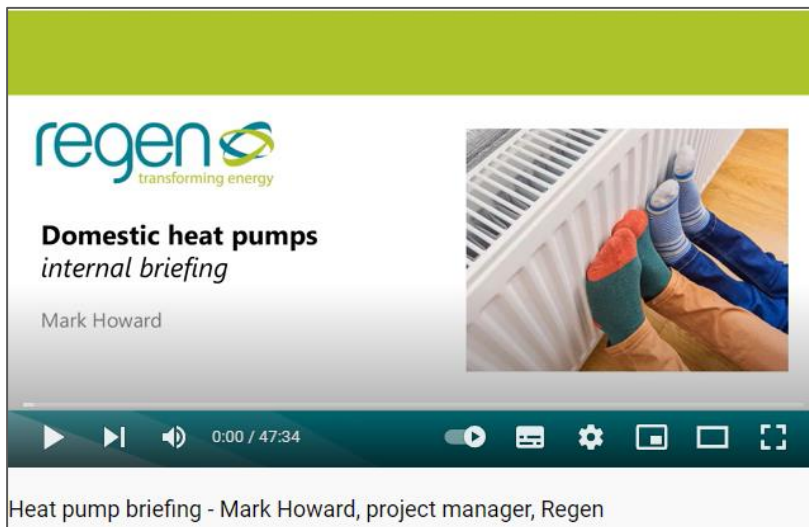 regen
transforming energy
Domestic heat pumps
internal briefing
Mark Howard
0:00 / 47:34
Heat pump briefing - Mark Howard, project manager, Regen